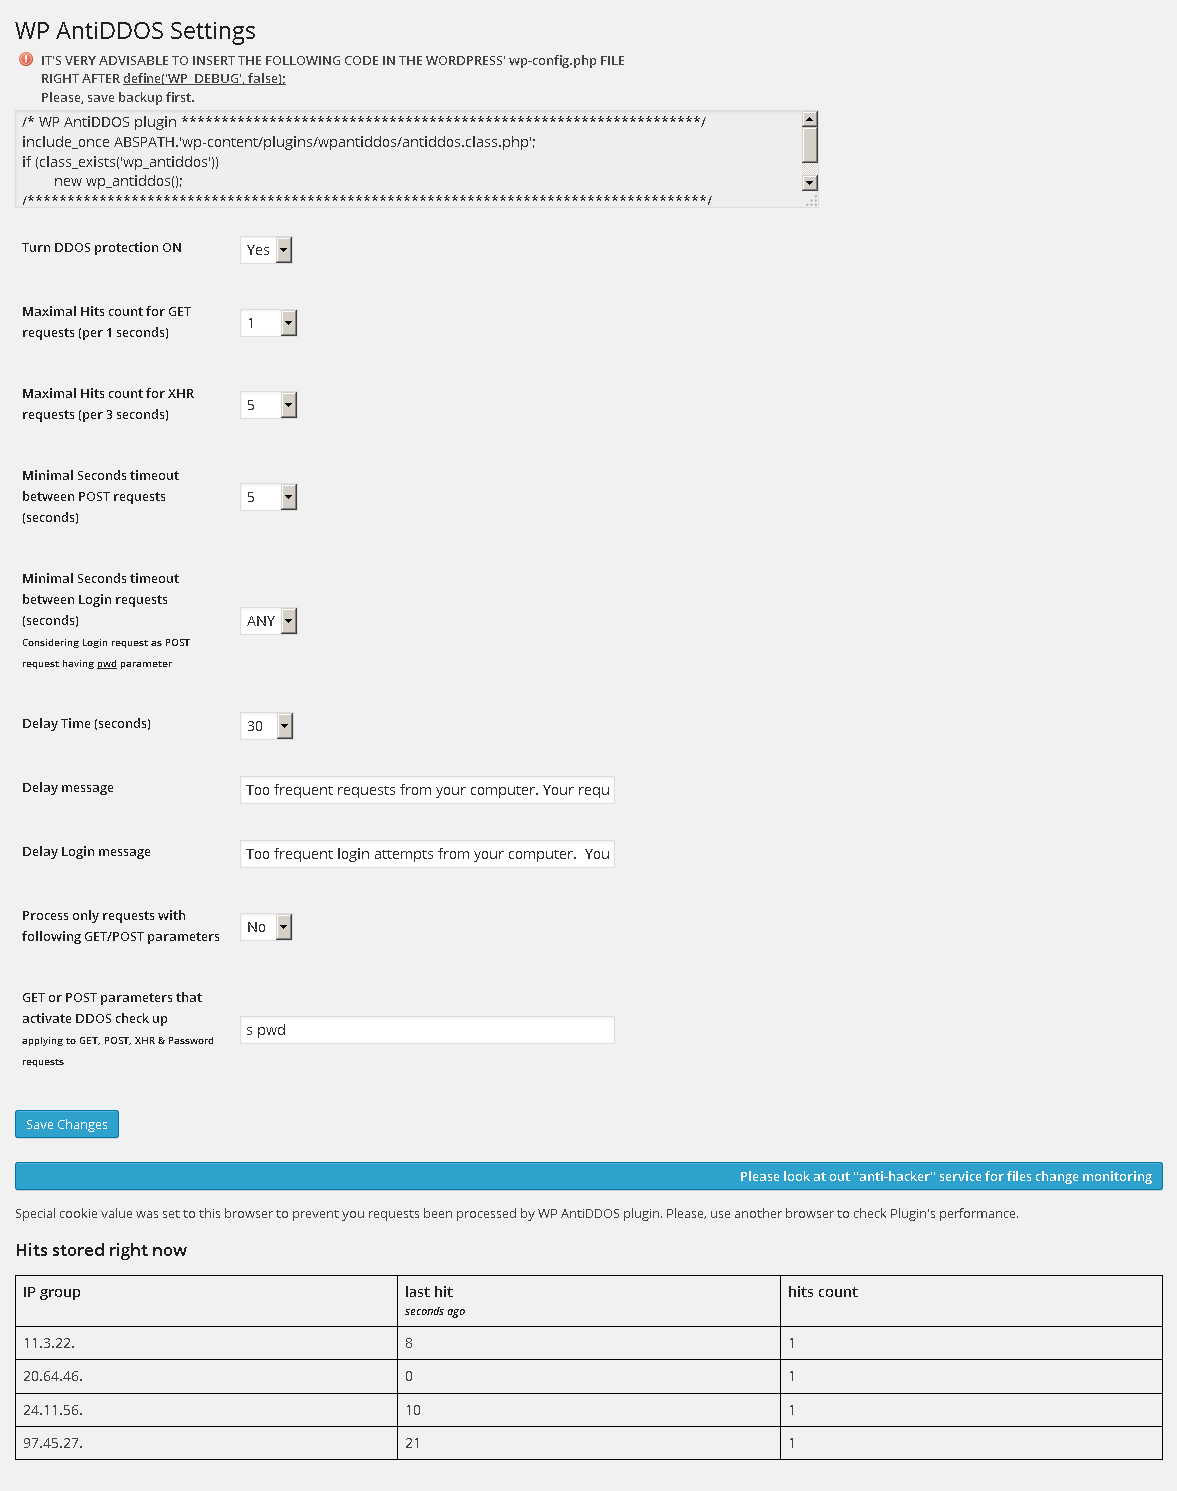 WP AntiDDOS Settings
IT'S VERY ADVISABLE TO INSERT THE FOLLOWING CODE IN THE WORDPRESS' wp-config.php FILE
RIGHT AFTER define('WP_DEBUG', false);
Please, save backup first.
/* WP AntiDDOS plugin *****************************************************************/
include_once ABSPATH.'wp-content/plugins/wpantiddos/antiddos.class.php';
if (class_exists('wp_antiddos'))
new wp_antiddos();
/*************************************************************************************/
Turn DDOS protection ON
Yes
Maximal Hits count for GET
requests (per 1 seconds)
1
Maximal Hits count for XHR
requests (per 3 seconds)
5
Minimal Seconds timeout
between POST requests
(seconds)
5
Minimal Seconds timeout
between Login requests
(seconds)
Considering Login request as POST
request having pwd parameter
ANY
Delay Time (seconds)
30
Delay message
Too frequent requests from your computer. Your requ
Delay Login message
Too frequent login attempts from your computer.  You
Process only requests with
following GET/POST parameters
No
GET or POST parameters that
activate DDOS check up
applying to GET, POST, XHR & Password
requests
s pwd
Save Changes
Please look at out "anti-hacker" service for files change monitoring
Special cookie value was set to this browser to prevent you requests been processed by WP AntiDDOS plugin. Please, use another browser to check Plugin's performance.
Hits stored right now
IP group last hit hits count
seconds ago
11.3.22. 8 1
20.64.46. 0 1
24.11.56. 10 1
97.45.27. 21 1